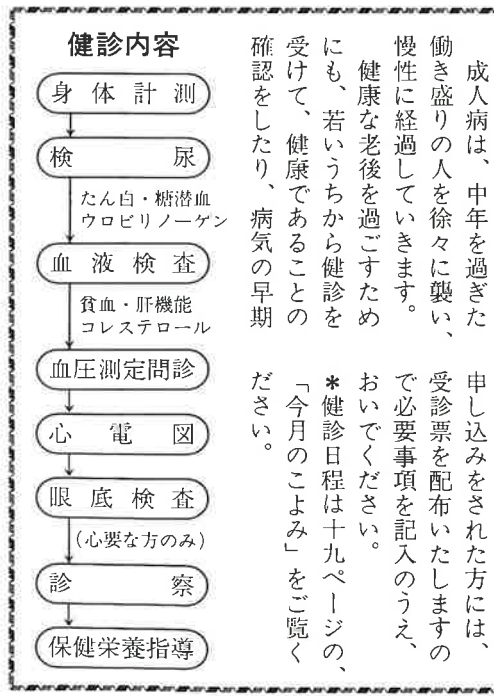 成人病は、中年を過ぎた
働き盛りの人を徐々に襲い、
慢性に経過していきます。
健康な老後を過ごすため
にも、若いうちから健診を
受けて、健康であることの
確認をしたり、病気の早期
申し込みをされた方には、
受診票を配布いたしますの
で必要事項を記入のうえ、
おいでください。
＊健診日程は十九ページの、
「今月のこよみ」をご覧く
ださい。
健診内容
身体計測
検尿
たん白・糖潜血
ウロビリノーゲン
血液検査
貧血・肝機能
コレステロール
血圧測定問診
心電図
眼底検査
(心要な方のみ)
診察
保健栄養指導